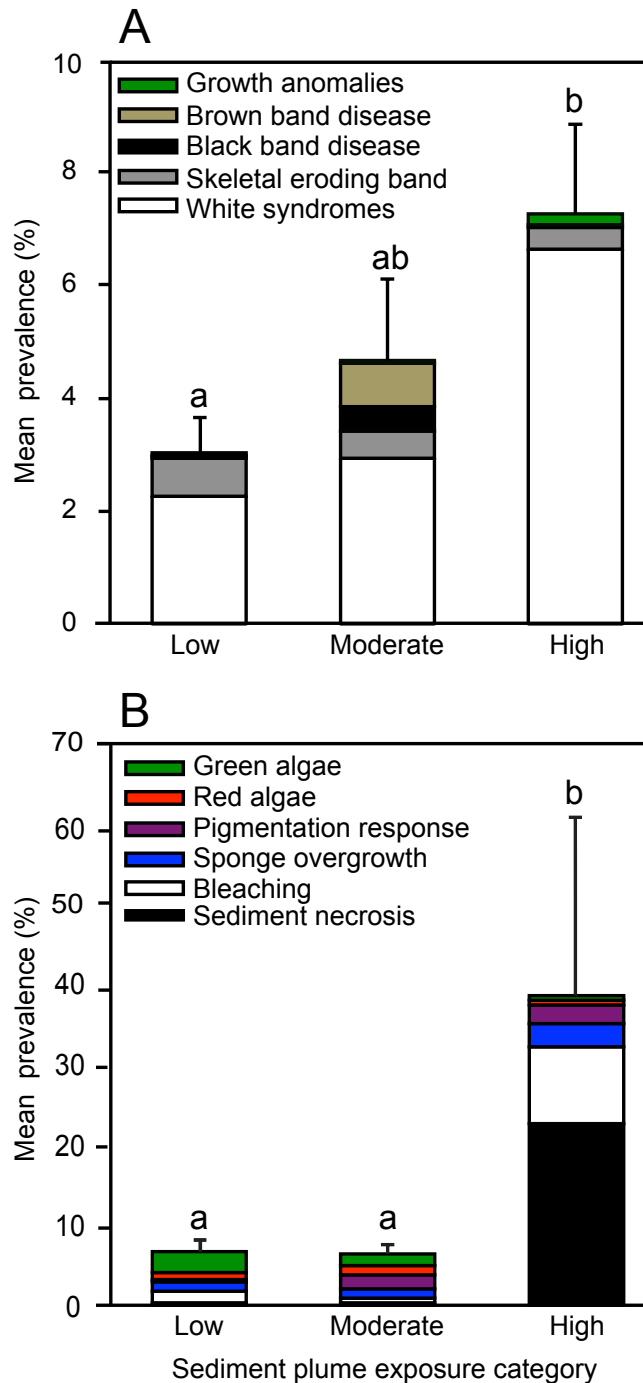 A
10
8
6
4
2
0
Mean prevalence (%)
Growth anomalies
Brown band disease
Black band disease
Skeletal eroding band
White syndromes
a
ab
b
Low Moderate High
B
70
60
50
40
30
20
10
0
Mean prevalence (%)
Green algae
Red algae
Pigmentation response
Sponge overgrowth
Bleaching
Sediment necrosis
a
a
b
Low Moderate High
Sediment plume exposure category